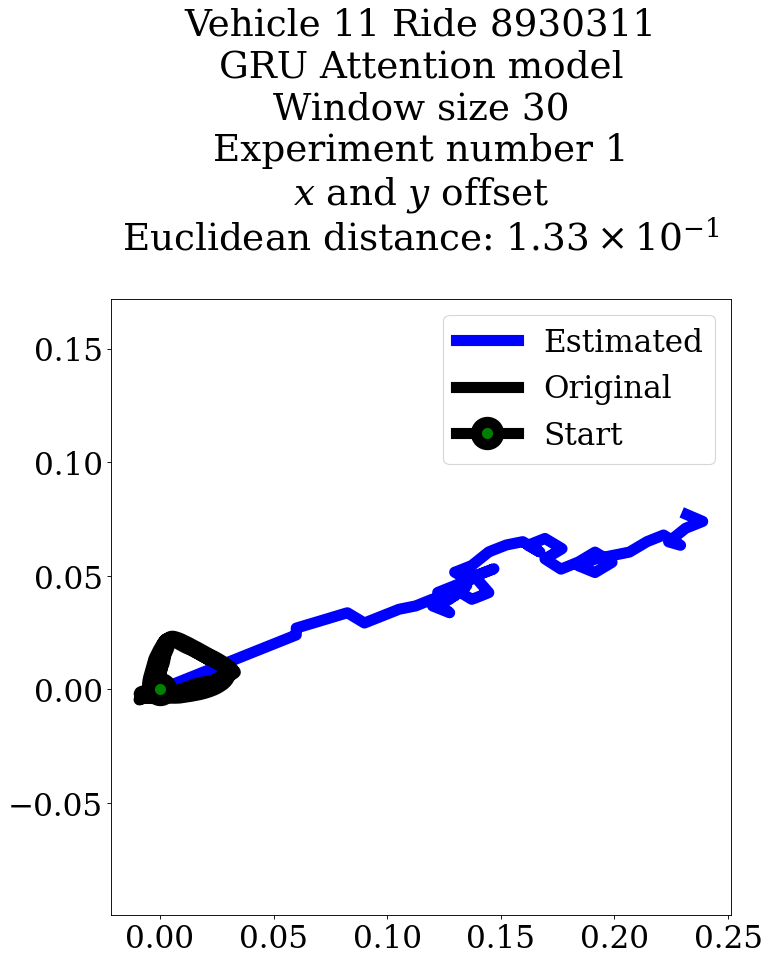 Vehicle 11 Ride 8930311
GRU Attention model
Window size 30
Experiment number 1
x and y offset
Euclidean distance: 1.33 × 10⁻¹
Estimated
Original
Start
0.15
0.10
0.05
0.00
−0.05
0.00 0.05 0.10 0.15 0.20 0.25